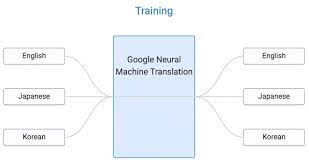 Training
Google Neural
Machine Translation
English
Japanese
Korean
English
Japanese
Korean